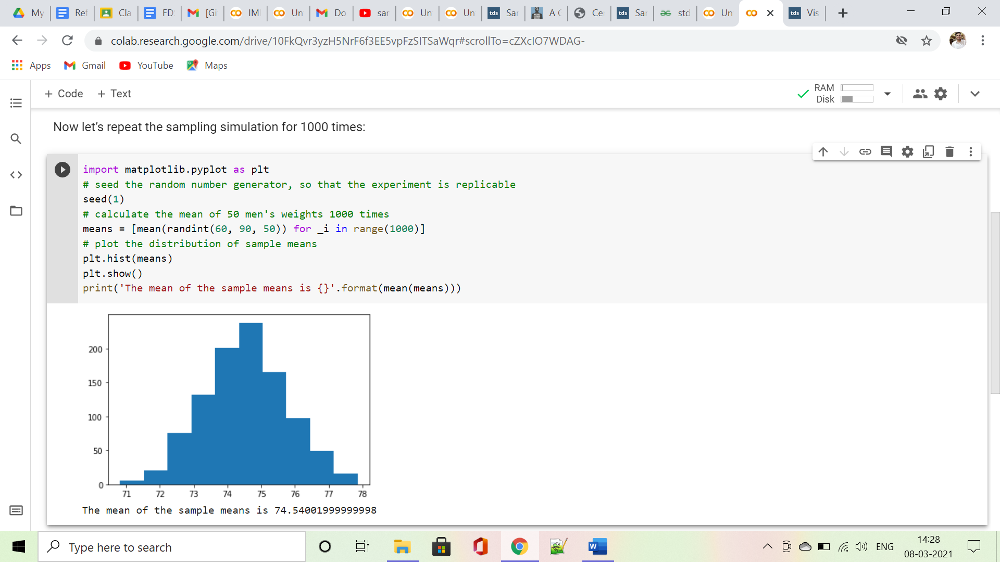 My
Ref
Cla
FD
[Gi
IM
Un
Do
sar
Un
Un
tds
Sar
A C
Cer
tds
Sar
std
Un
tds
Vis
colab.research.google.com/drive/10FkQvr3yzH5NrF6f3EE5vpFzSITSaWqr#scrollTo=cZXcIO7WDAG-
Apps Gmail YouTube Maps
+ Code + Text
RAM
Disk
Now let’s repeat the sampling simulation for 1000 times:
import matplotlib.pyplot as plt
# seed the random number generator, so that the experiment is replicable
seed(1)
# calculate the mean of 50 men's weights 1000 times
means = [mean(randint(60, 90, 50)) for _i in range(1000)]
# plot the distribution of sample means
plt.hist(means)
plt.show()
print('The mean of the sample means is {}'.format(mean(means)))
200
150
100
50
0
71 72 73 74 75 76 77 78
The mean of the sample means is 74.54001999999998
Type here to search
W
ENG
14:28
08-03-2021